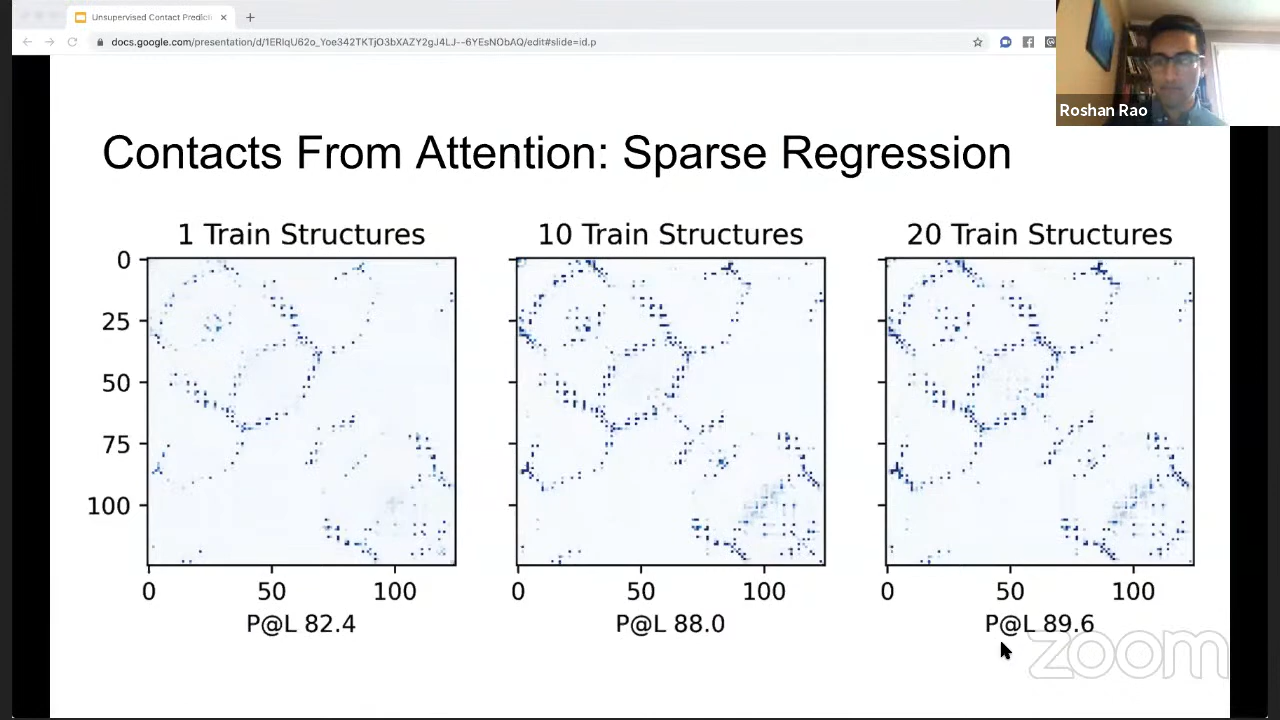 Unsupervised Contact Predicti
docs.google.com/presentation/d/1ERlqU62o_Yoe342TKTjO3bXAZY2gJ4LJ--6YEsNObAQ/edit#slide=id.p
Roshan Rao
Contacts From Attention: Sparse Regression
1 Train Structures
10 Train Structures
20 Train Structures
0
25
50
75
100
0 50 100
0 50 100
0 50 100
P@L 82.4
P@L 88.0
P@L 89.6
zoom